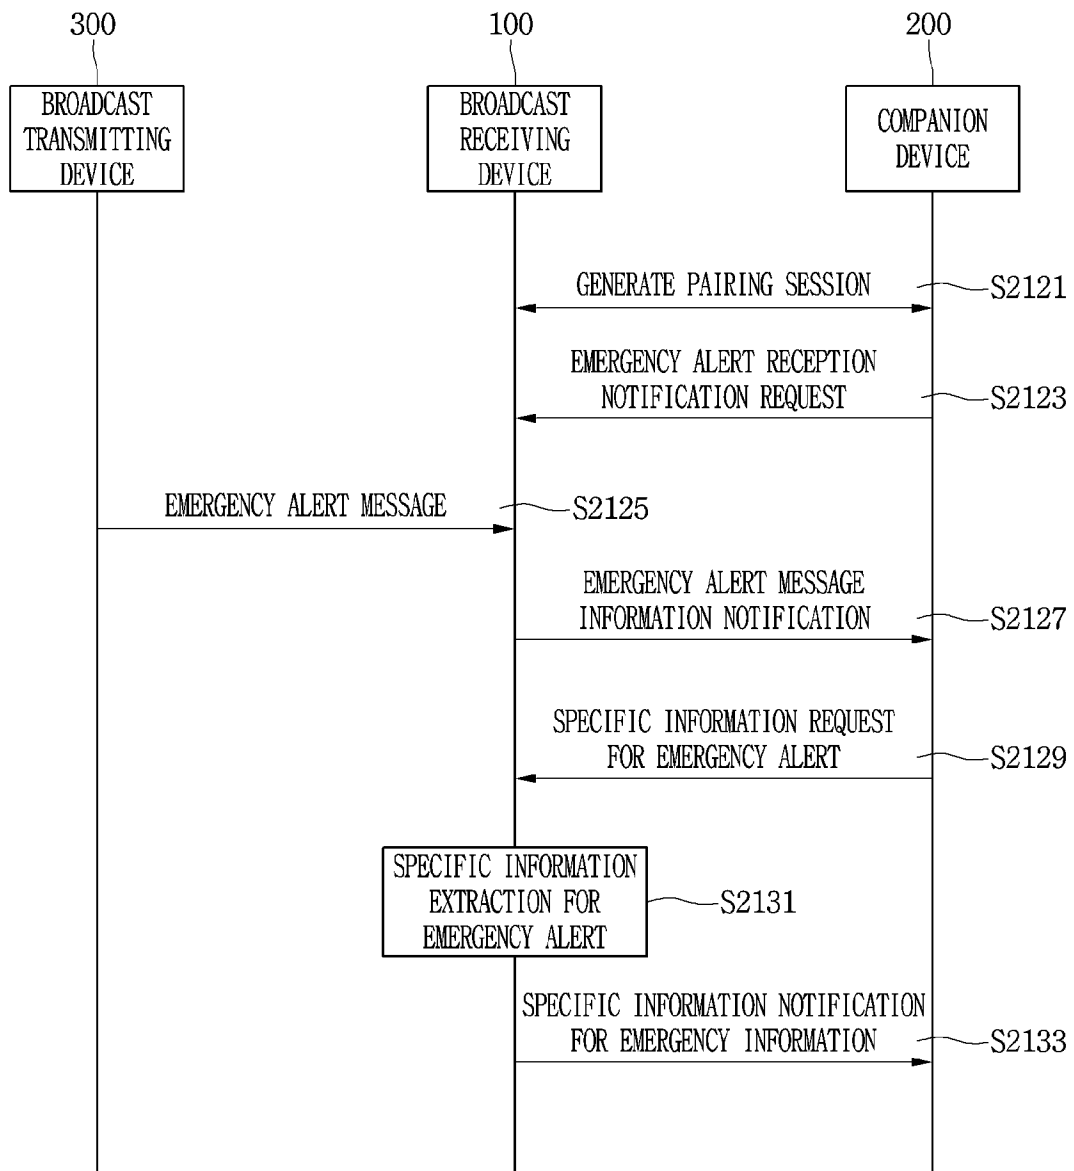 300
100
200
BROADCAST
TRANSMITTING
DEVICE
BROADCAST
RECEIVING
DEVICE
COMPANION
DEVICE
GENERATE PAIRING SESSION
S2121
EMERGENCY ALERT RECEPTION
NOTIFICATION REQUEST
S2123
EMERGENCY ALERT MESSAGE
S2125
EMERGENCY ALERT MESSAGE
INFORMATION NOTIFICATION
S2127
SPECIFIC INFORMATION REQUEST
FOR EMERGENCY ALERT
S2129
SPECIFIC INFORMATION
EXTRACTION FOR
EMERGENCY ALERT
S2131
SPECIFIC INFORMATION NOTIFICATION
FOR EMERGENCY INFORMATION
S2133